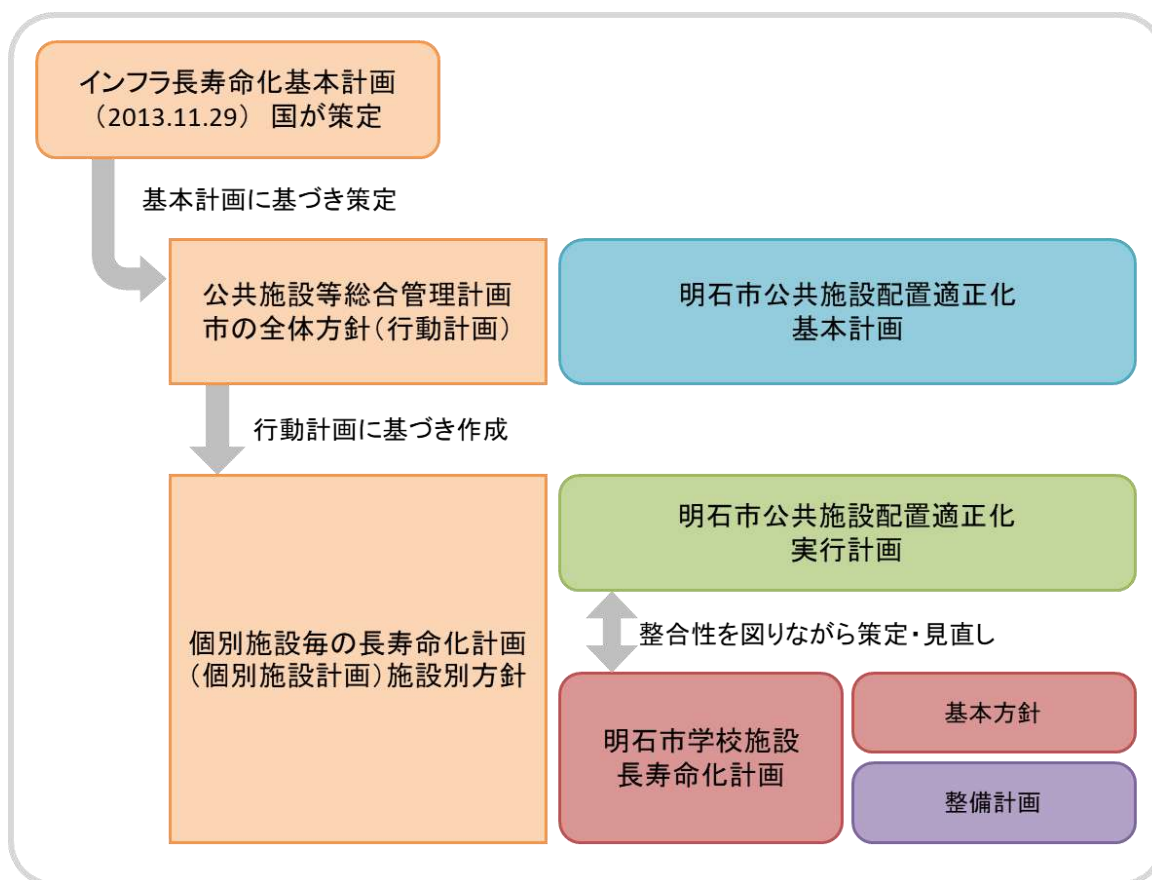 インフラ長寿命化基本計画
（2013.11.29） 国が策定
基本計画に基づき策定
公共施設等総合管理計画
市の全体方針（行動計画）
明石市公共施設配置適正化
基本計画
行動計画に基づき作成
個別施設毎の長寿命化計画
（個別施設計画）施設別方針
明石市公共施設配置適正化
実行計画
整合性を図りながら策定・見直し
明石市学校施設
長寿命化計画
基本方針
整備計画